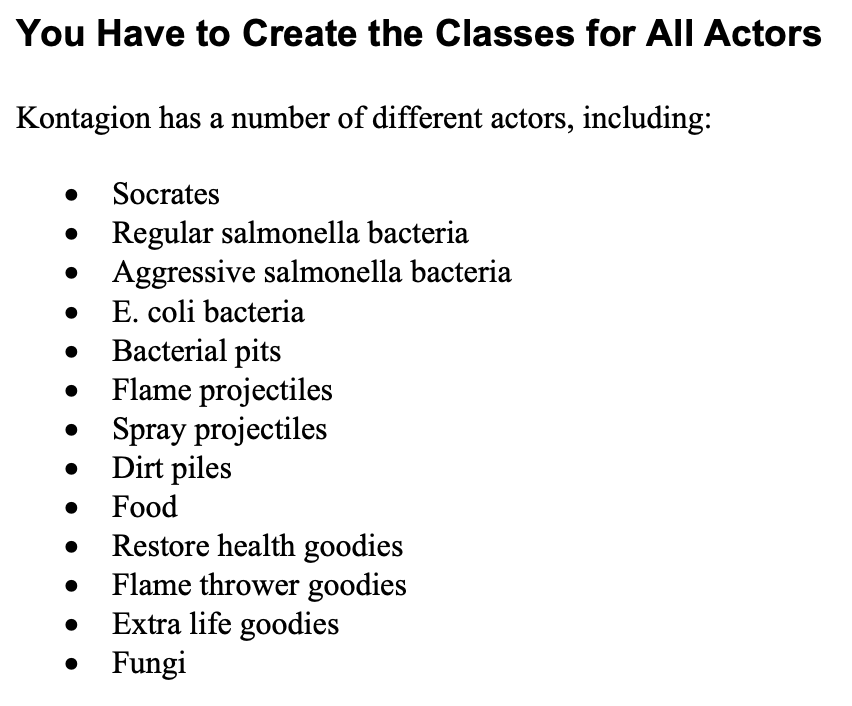 You Have to Create the Classes for All Actors
Kontagion has a number of different actors, including:
• Socrates
• Regular salmonella bacteria
• Aggressive salmonella bacteria
• E. coli bacteria
• Bacterial pits
• Flame projectiles
• Spray projectiles
• Dirt piles
• Food
• Restore health goodies
• Flame thrower goodies
• Extra life goodies
• Fungi